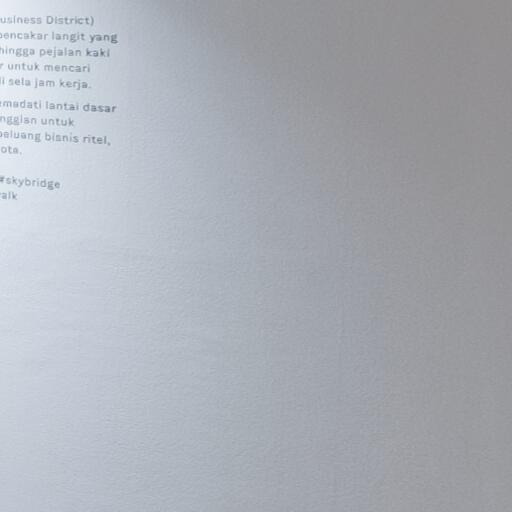 usiness District)
pencakar langit yang
hingga pejalan kaki
r untuk mencari
i sela jam kerja.
emadati lantai dasar
nggian untuk
peluang bisnis ritel,
ota.
#skybridge
alk